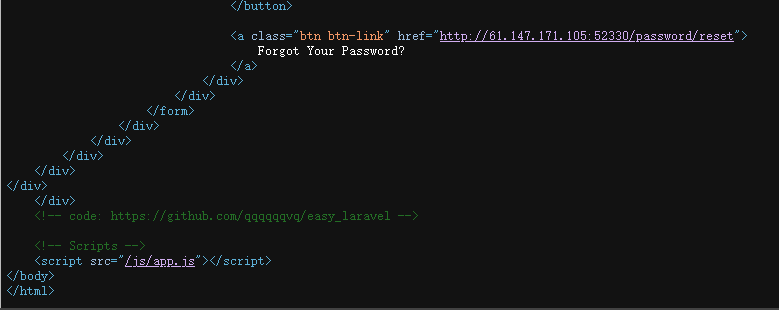 </button>
<a class="btn btn-link" href="http://61.147.171.105:52330/password/reset">
Forgot Your Password?
</a>
</div>
</div>
</form>
</div>
</div>
</div>
</div>
</div>
</div>
<!-- code: https://github.com/qqqqqqvq/easy_laravel -->
<!-- Scripts -->
<script src="/js/app.js"></script>
</body>
</html>